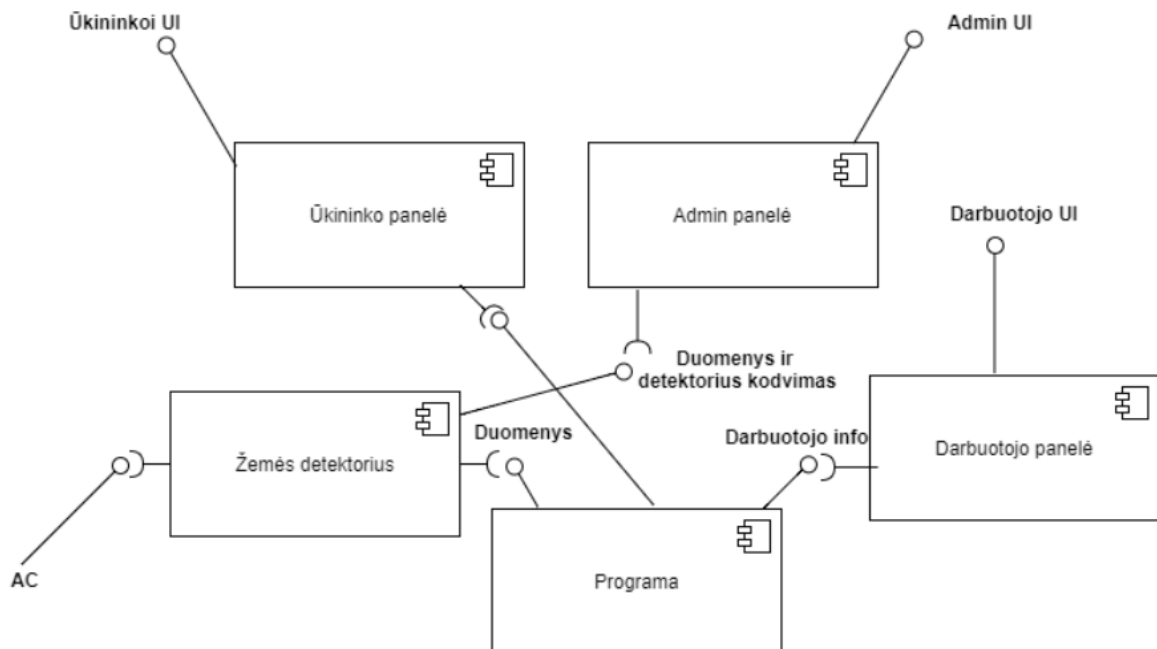 Ūkininkoi UI
Admin UI
Ūkininko panelė
Admin panelė
Darbuotojo UI
Duomenys ir
detektorius kodvimas
Duomenys
Darbuotojo info
Žemės detektorius
Darbuotojo panelė
AC
Programa